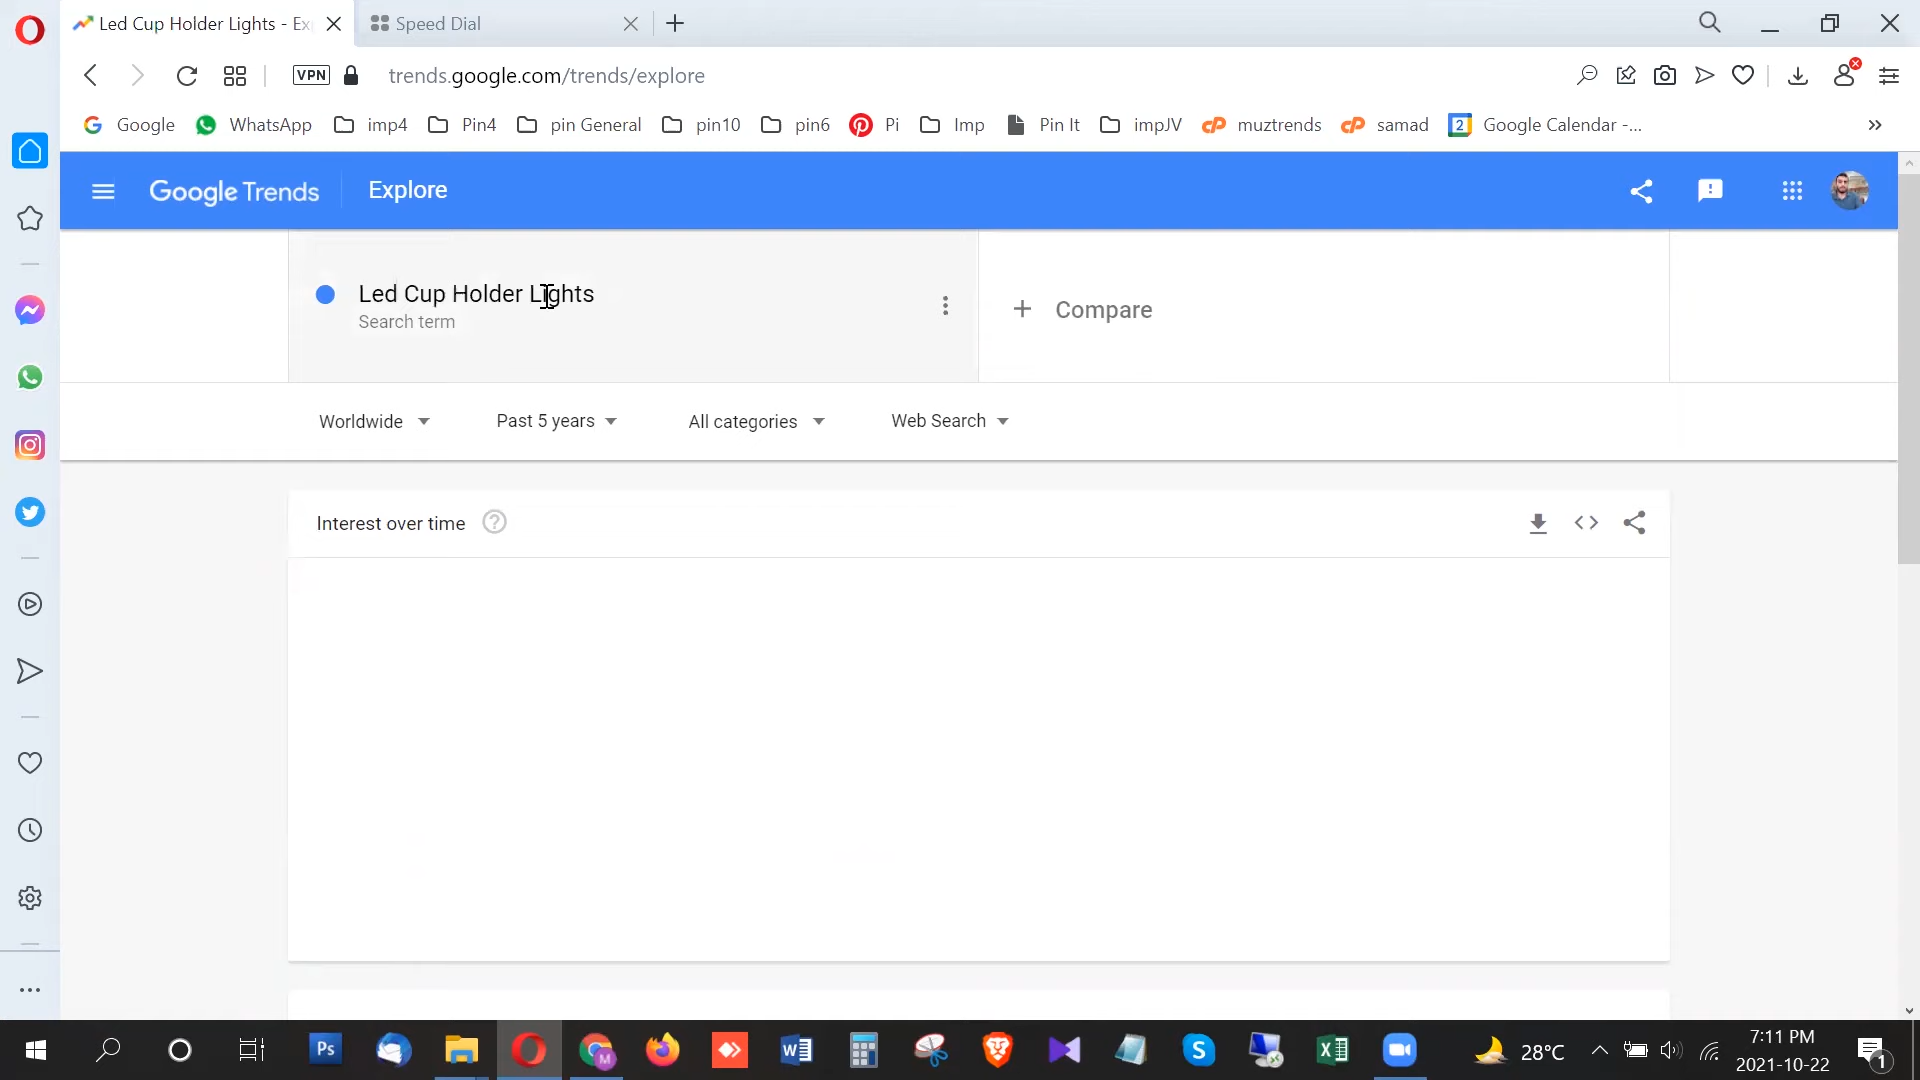 Led Cup Holder Lights - Ex
Speed Dial
VPN
trends.google.com/trends/explore
Google
WhatsApp
imp4
Pin4
pin General
pin10
pin6
Pi
Imp
Pin It
impJV
muztrends
samad
2
Google Calendar -...
Google Trends
Explore
Led Cup Holder Lights
Search term
+ Compare
Worldwide
Past 5 years
All categories
Web Search
Interest over time
Ps
M
28°C
7:11 PM
2021-10-22
1